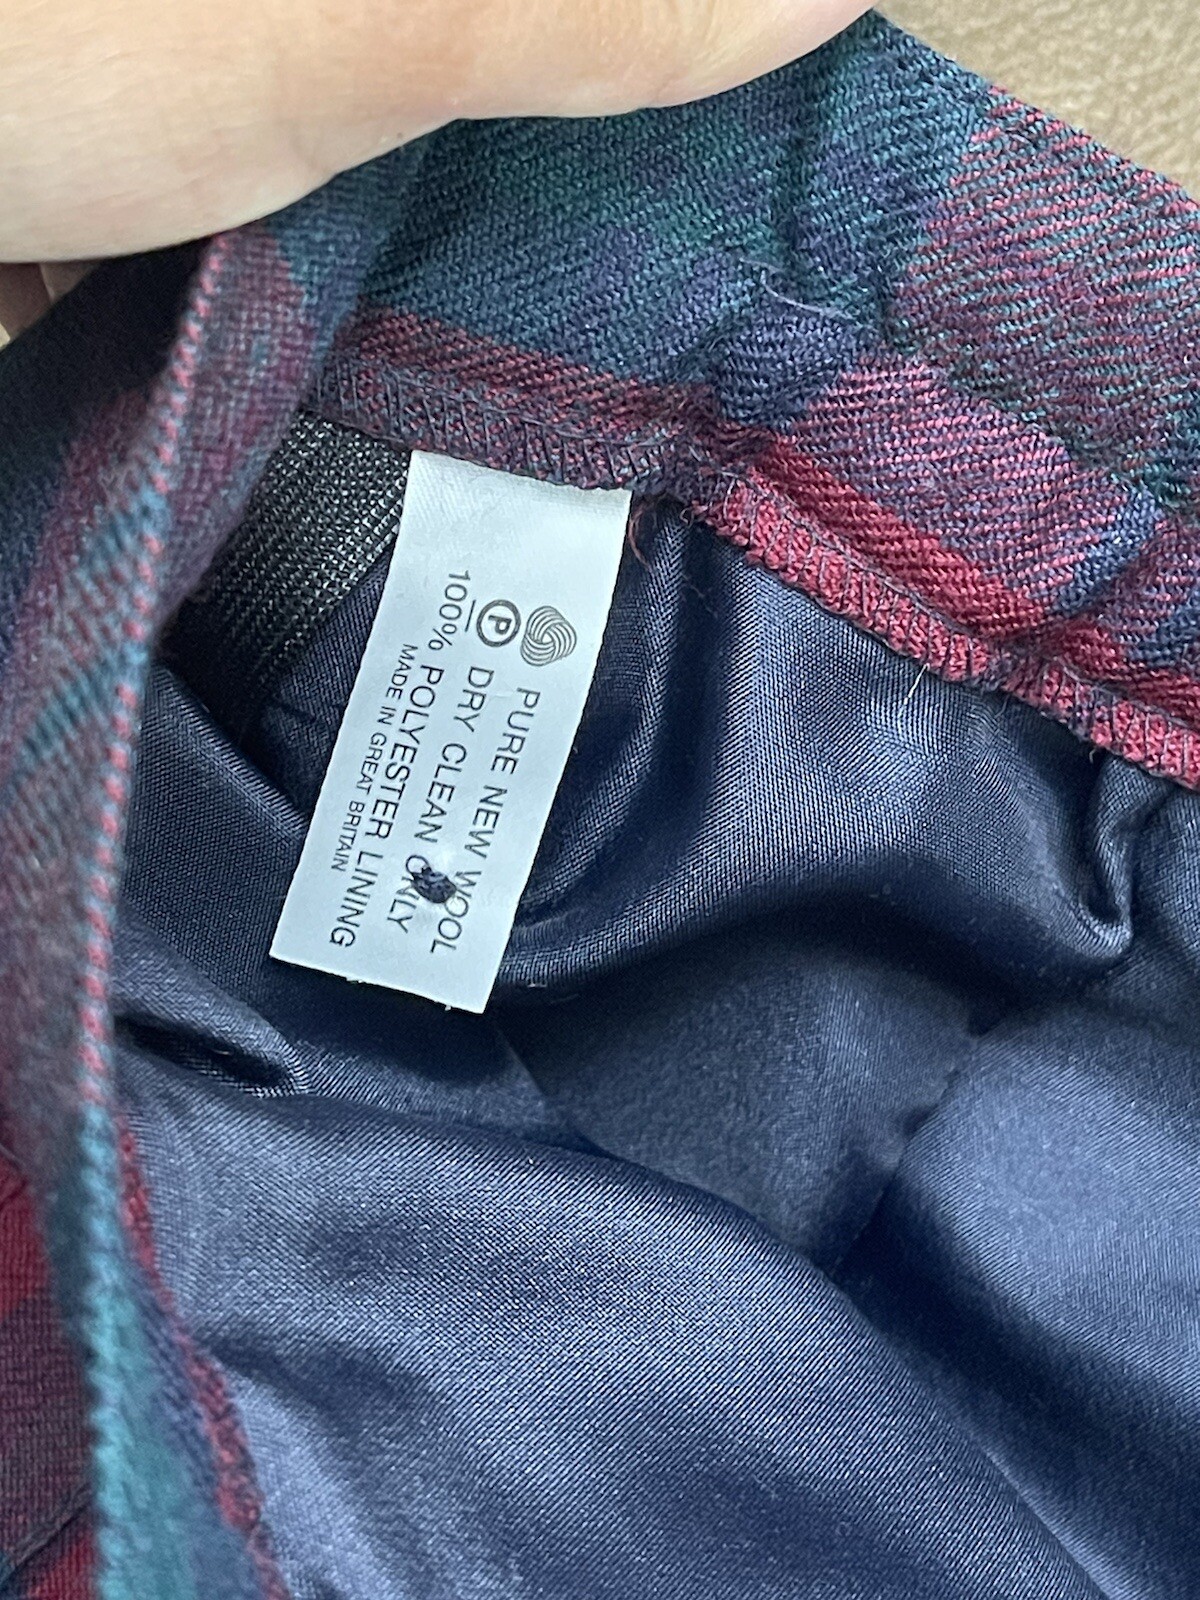 PURE NEW WOOL
P DRY CLEAN ONLY
100% POLYESTER LINING
MADE IN GREAT BRITAIN